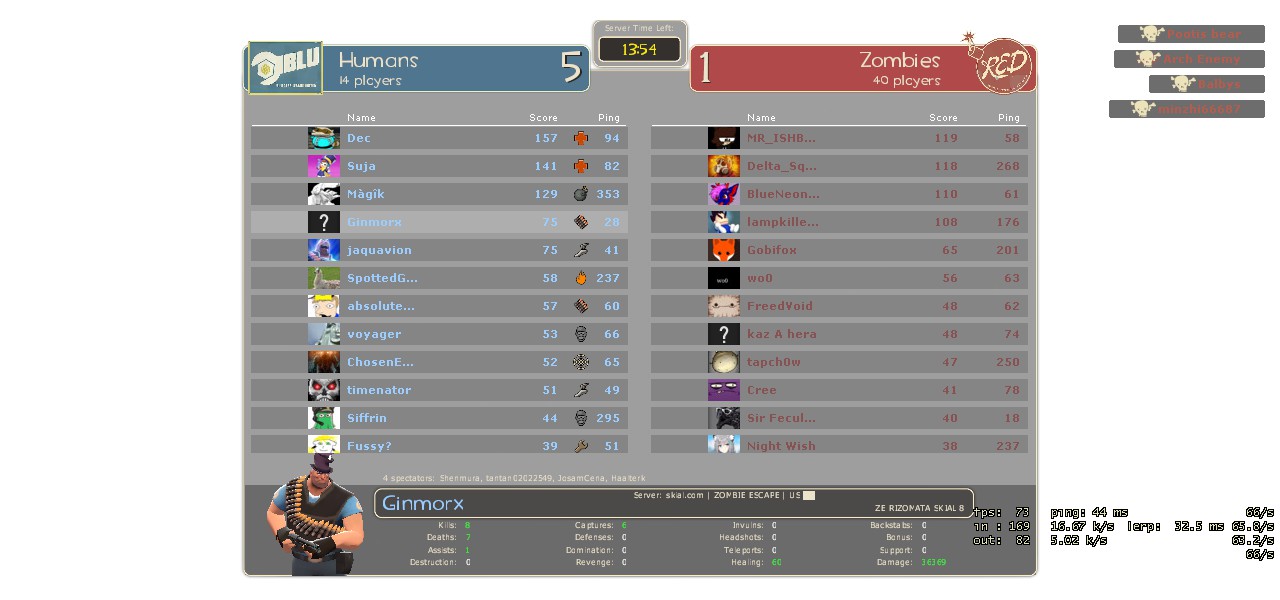 Server Time Left:
13:54
BLU
Humans
14 players
5
1
Zombies
40 players
RED
Pootis bear
Arch Enemy
minzhi66687
Name Score Ping
Dec 157 94
Suja 141 82
Màgîk 129 353
? Ginmorx 75 28
jaquavion 75 41
SpottedG... 58 237
absolute... 57 60
voyager 53 66
ChosenE... 52 65
timenator 51 49
Siffrin 44 295
Fussy? 39 51
Name Score Ping
MR_ISHB... 119 58
Delta_Sq... 118 268
BlueNeon... 110 61
lampkille... 108 176
Gobifox 65 201
wo0 wo0 56 63
FreedVoid 48 62
? kaz A hera 48 74
tapch0w 47 250
Cree 41 78
Sir Fecul... 40 18
Night Wish 38 237
4 spectators: Shenmura, tantan02022549, JosamCena, Haalterk
Ginmorx
Server: skial.com | ZOMBIE ESCAPE | US
ZE RIZOMATA SKIAL 8
Kills: 8 Captures: 6 Invulns: 0 Backstabs: 0
Deaths: 7 Defenses: 0 Headshots: 0 Bonus: 0
Assists: 1 Domination: 0 Teleports: 0 Support: 0
Destruction: 0 Revenge: 0 Healing: 60 Damage: 36369
fps: 73 ping: 44 ms 66/s
in : 169 16.67 k/s lerp: 32.5 ms 65.8/s
out: 82 5.02 k/s 63.2/s
66/s